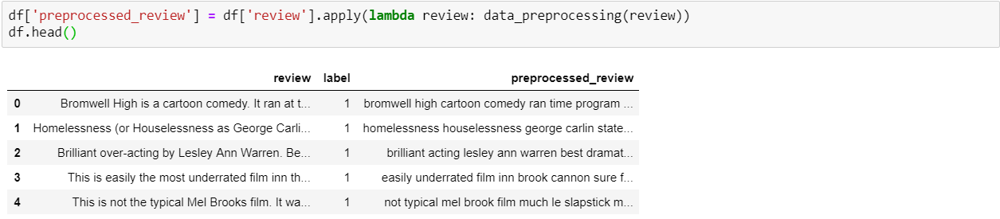 df['preprocessed_review'] = df['review'].apply(lambda review: data_preprocessing(review))
df.head()
review label preprocessed_review
0 Bromwell High is a cartoon comedy. It ran at t... 1 bromwell high cartoon comedy ran time program ...
1 Homelessness (or Houselessness as George Carli... 1 homelessness houselessness george carlin state...
2 Brilliant over-acting by Lesley Ann Warren. Be... 1 brilliant acting lesley ann warren best dramat...
3 This is easily the most underrated film inn th... 1 easily underrated film inn brook cannon sure f...
4 This is not the typical Mel Brooks film. It wa... 1 not typical mel brook film much le slapstick m...